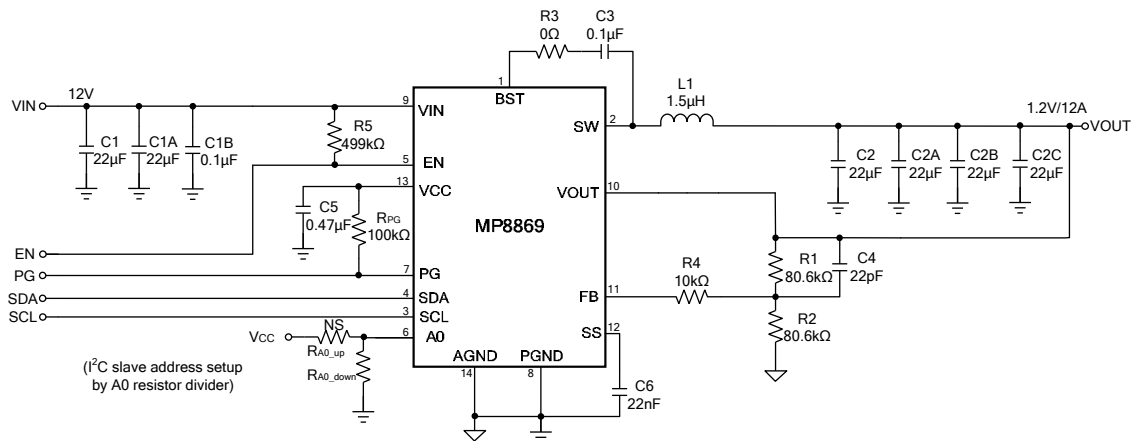 R3
0Ω
C3
0.1µF
1
BST
12V
VIN
9
VIN
C1
22µF
C1A
22µF
C1B
0.1µF
R5
499kΩ
5
EN
13
VCC
C5
0.47µF
RPG
100kΩ
MP8869
SW
2
L1
1.5µH
1.2V/12A
VOUT
C2
22µF
C2A
22µF
C2B
22µF
C2C
22µF
VOUT
10
R1
80.6kΩ
C4
22pF
R4
10kΩ
FB
11
R2
80.6kΩ
SS
12
C6
22nF
EN
PG
7
PG
SDA
4
SDA
SCL
3
SCL
VCC
NS
6
A0
RA0_up
RA0_down
AGND
14
PGND
8
(I2C slave address setup
by A0 resistor divider)